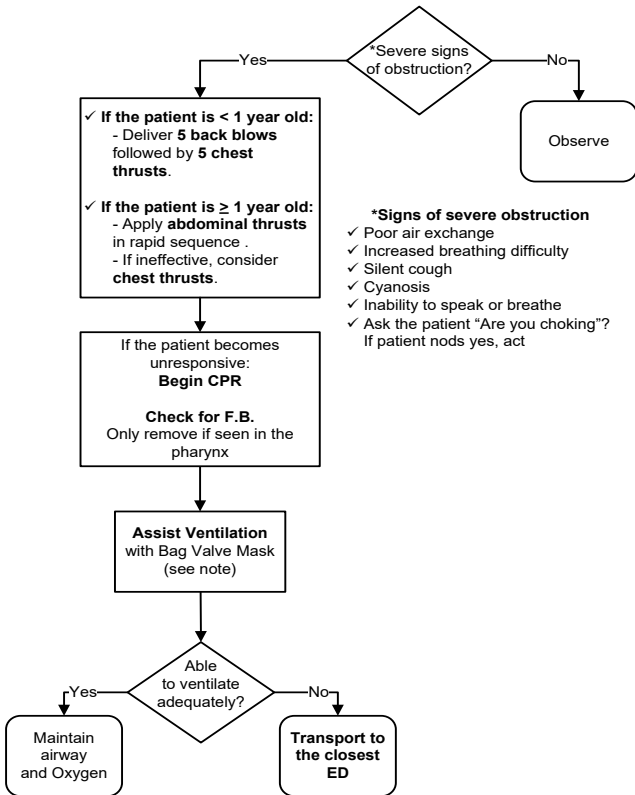 *Severe signs
of obstruction?
Yes
No
✓ If the patient is < 1 year old:
- Deliver 5 back blows
followed by 5 chest
thrusts.
✓ If the patient is ≥ 1 year old:
- Apply abdominal thrusts
in rapid sequence .
- If ineffective, consider
chest thrusts.
Observe
*Signs of severe obstruction
✓ Poor air exchange
✓ Increased breathing difficulty
✓ Silent cough
✓ Cyanosis
✓ Inability to speak or breathe
✓ Ask the patient “Are you choking”?
If patient nods yes, act
If the patient becomes
unresponsive:
Begin CPR
Check for F.B.
Only remove if seen in the
pharynx
Assist Ventilation
with Bag Valve Mask
(see note)
Able
to ventilate
adequately?
Yes
No
Maintain
airway
and Oxygen
Transport to
the closest
ED